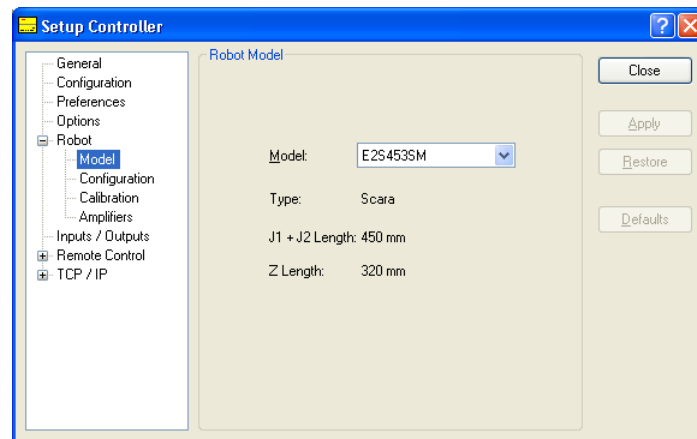 Setup Controller
General
Configuration
Preferences
Options
Robot
Model
Configuration
Calibration
Amplifiers
Inputs / Outputs
Remote Control
TCP / IP
Robot Model
Model: E2S453SM
Type: Scara
J1 + J2 Length: 450 mm
Z Length: 320 mm
Close
Apply
Restore
Defaults